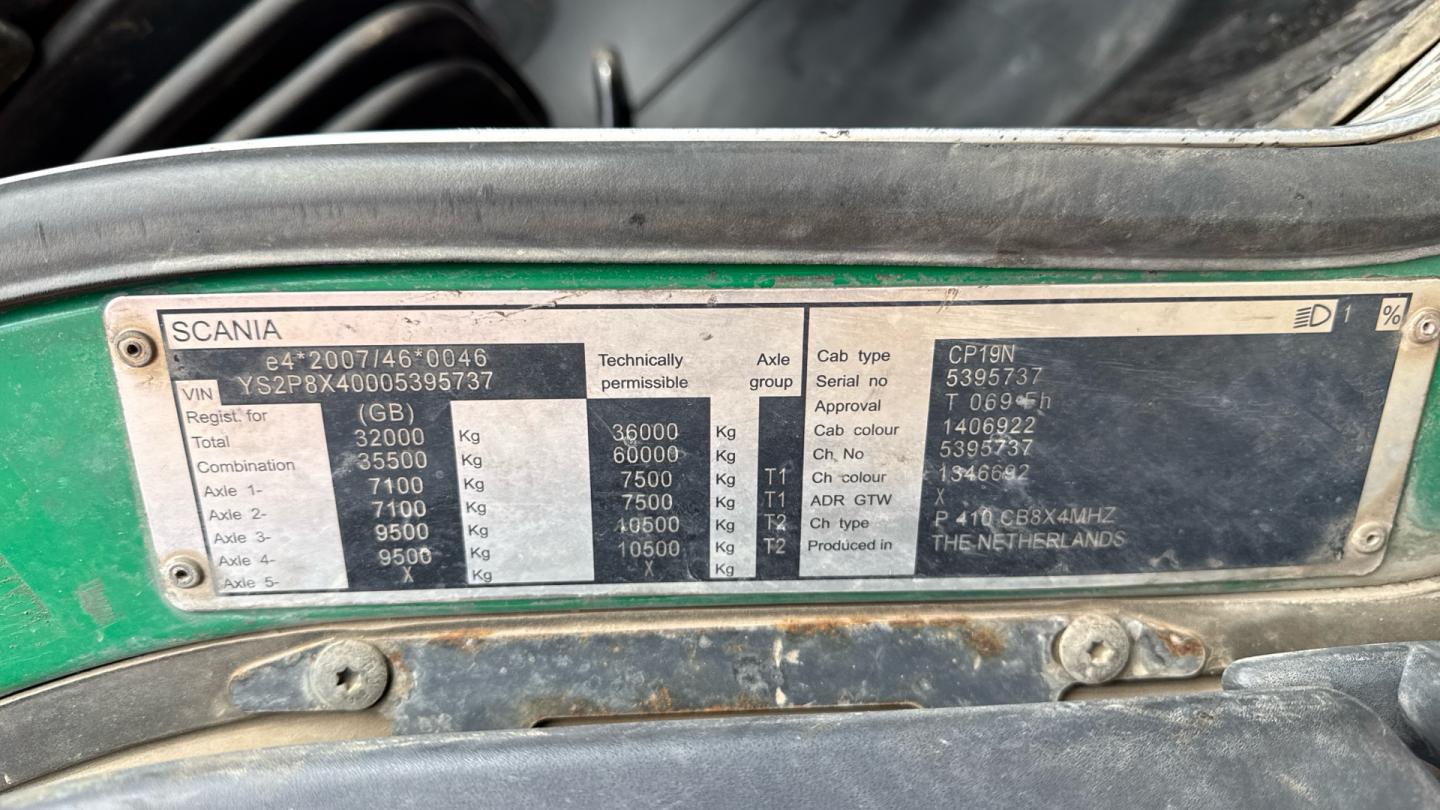 SCANIA
e4*2007/46*0046
VIN YS2P8X40005395737
Technically permissible
Axle group
Regist. for (GB)
Total 32000 Kg 36000 Kg
Combination 35500 Kg 60000 Kg
Axle 1- 7100 Kg 7500 Kg T1
Axle 2- 7100 Kg 7500 Kg T1
Axle 3- 9500 Kg 10500 Kg T2
Axle 4- 9500 Kg 10500 Kg T2
Axle 5- X Kg X Kg
1 %
Cab type CP19N
Serial no 5395737
Approval T 069
Cab colour 1406922
Ch. No 5395737
Ch colour 1346692
ADR GTW X
Ch type P 410 CB8X4MHZ
Produced in THE NETHERLANDS